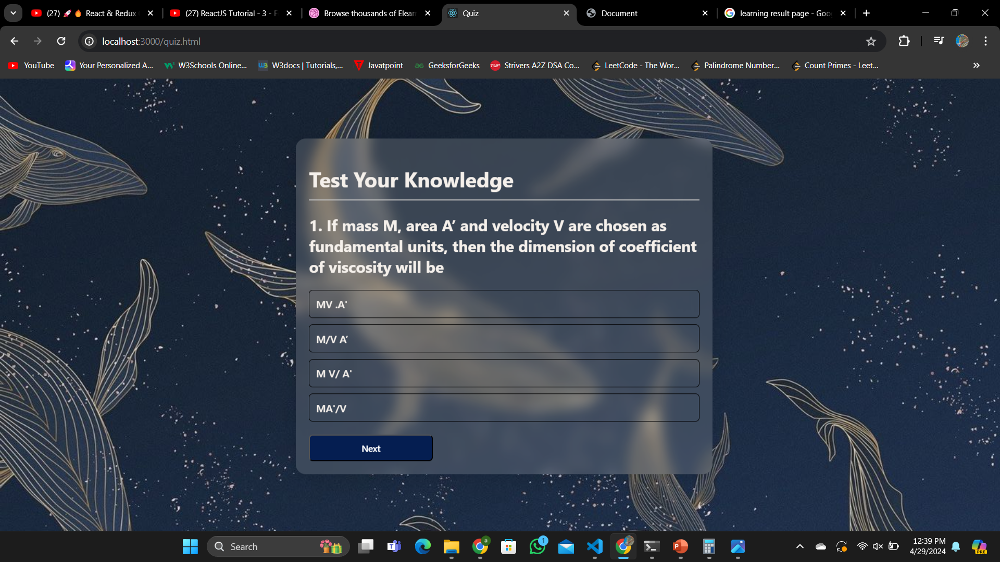 (27) 🚀🔥 React & Redux
(27) ReactJS Tutorial - 3 - F
Browse thousands of Elearn
Quiz
Document
learning result page - Goo
localhost:3000/quiz.html
YouTube
Your Personalized A...
W3Schools Online...
W3docs | Tutorials,...
Javatpoint
GeeksforGeeks
Strivers A2Z DSA Co...
LeetCode - The Wor...
Palindrome Number...
Count Primes - Leet...
Test Your Knowledge
1. If mass M, area A’ and velocity V are chosen as
fundamental units, then the dimension of coefficient
of viscosity will be
MV .A'
M/V A’
M V/ A'
MA'/V
Next
Search
1
12:39 PM
4/29/2024
PRE